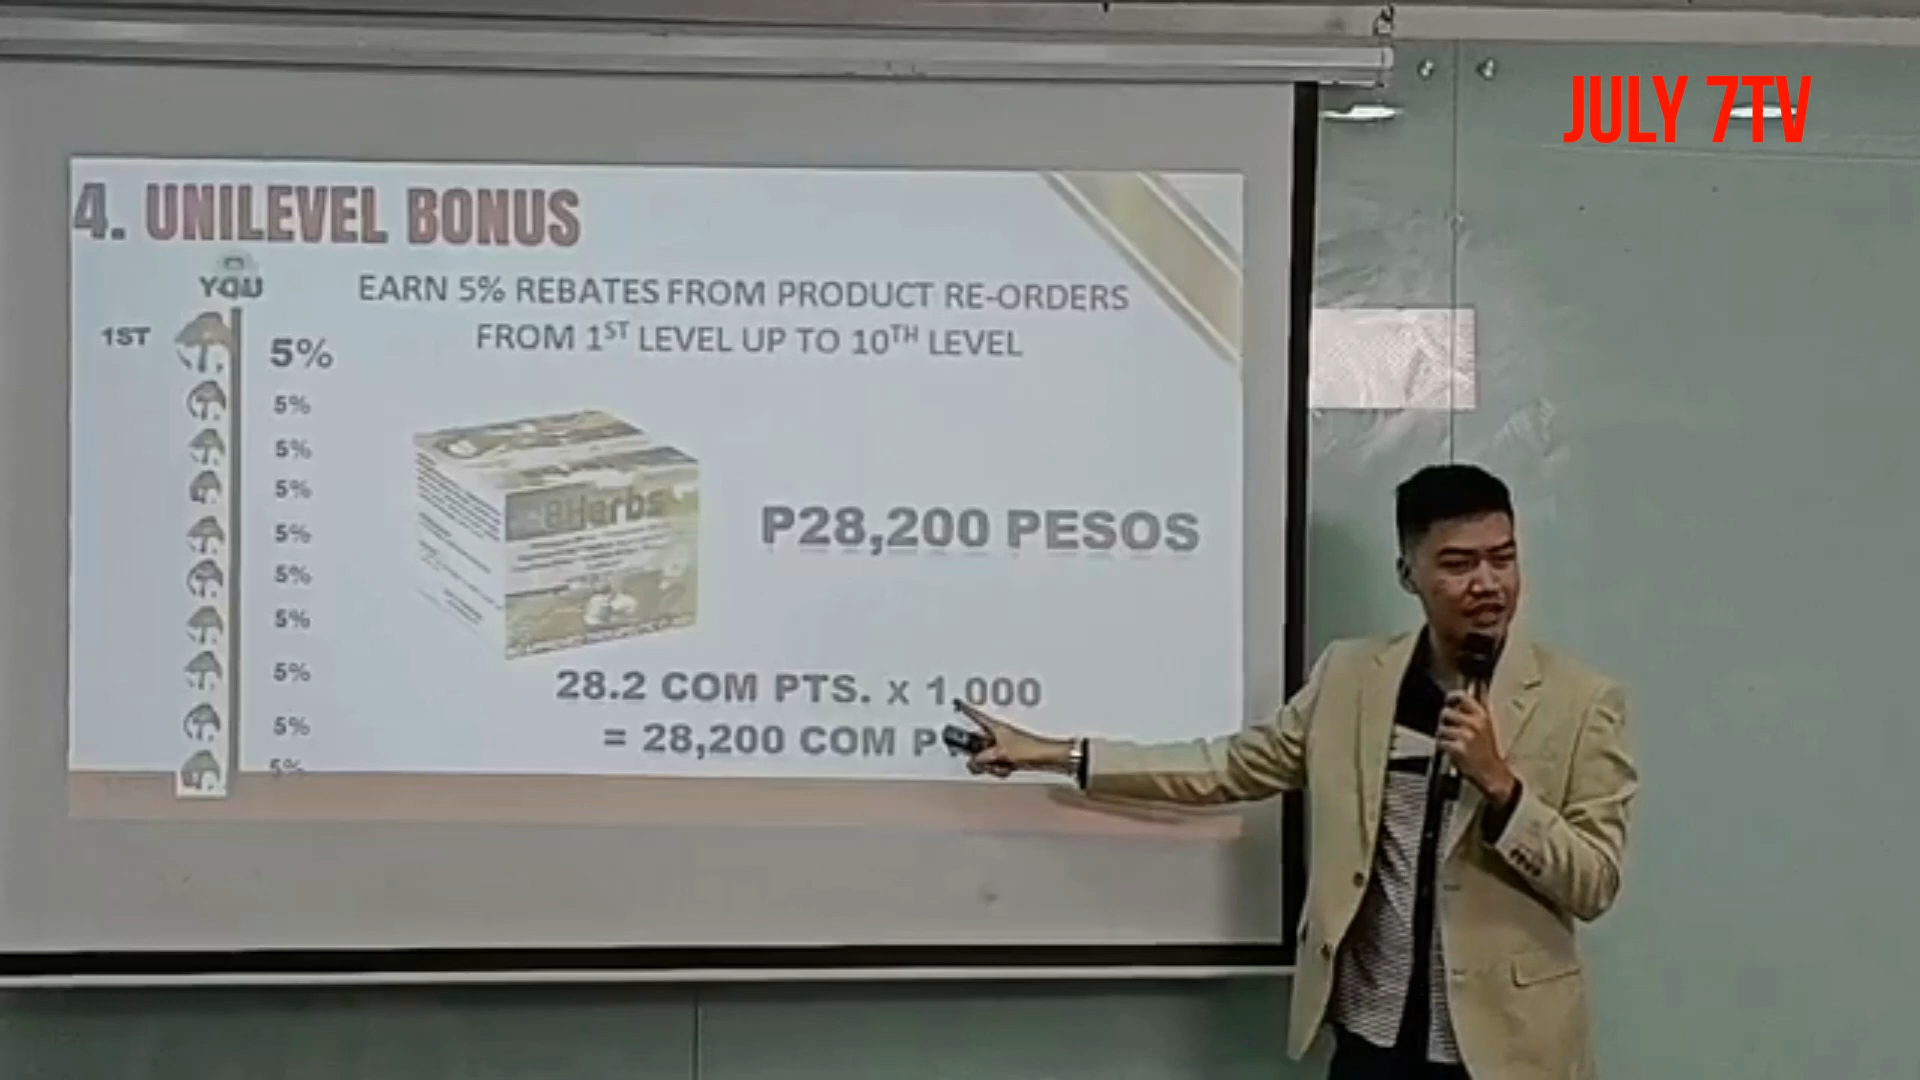 JULY 7TV
4. UNILEVEL BONUS
YOU
EARN 5% REBATES FROM PRODUCT RE-ORDERS
FROM 1ST LEVEL UP TO 10TH LEVEL
1ST
5%
5%
5%
5%
5%
5%
5%
5%
5%
5%
8Herbs
P28,200 PESOS
28.2 COM PTS. x 1,000
= 28,200 COM P